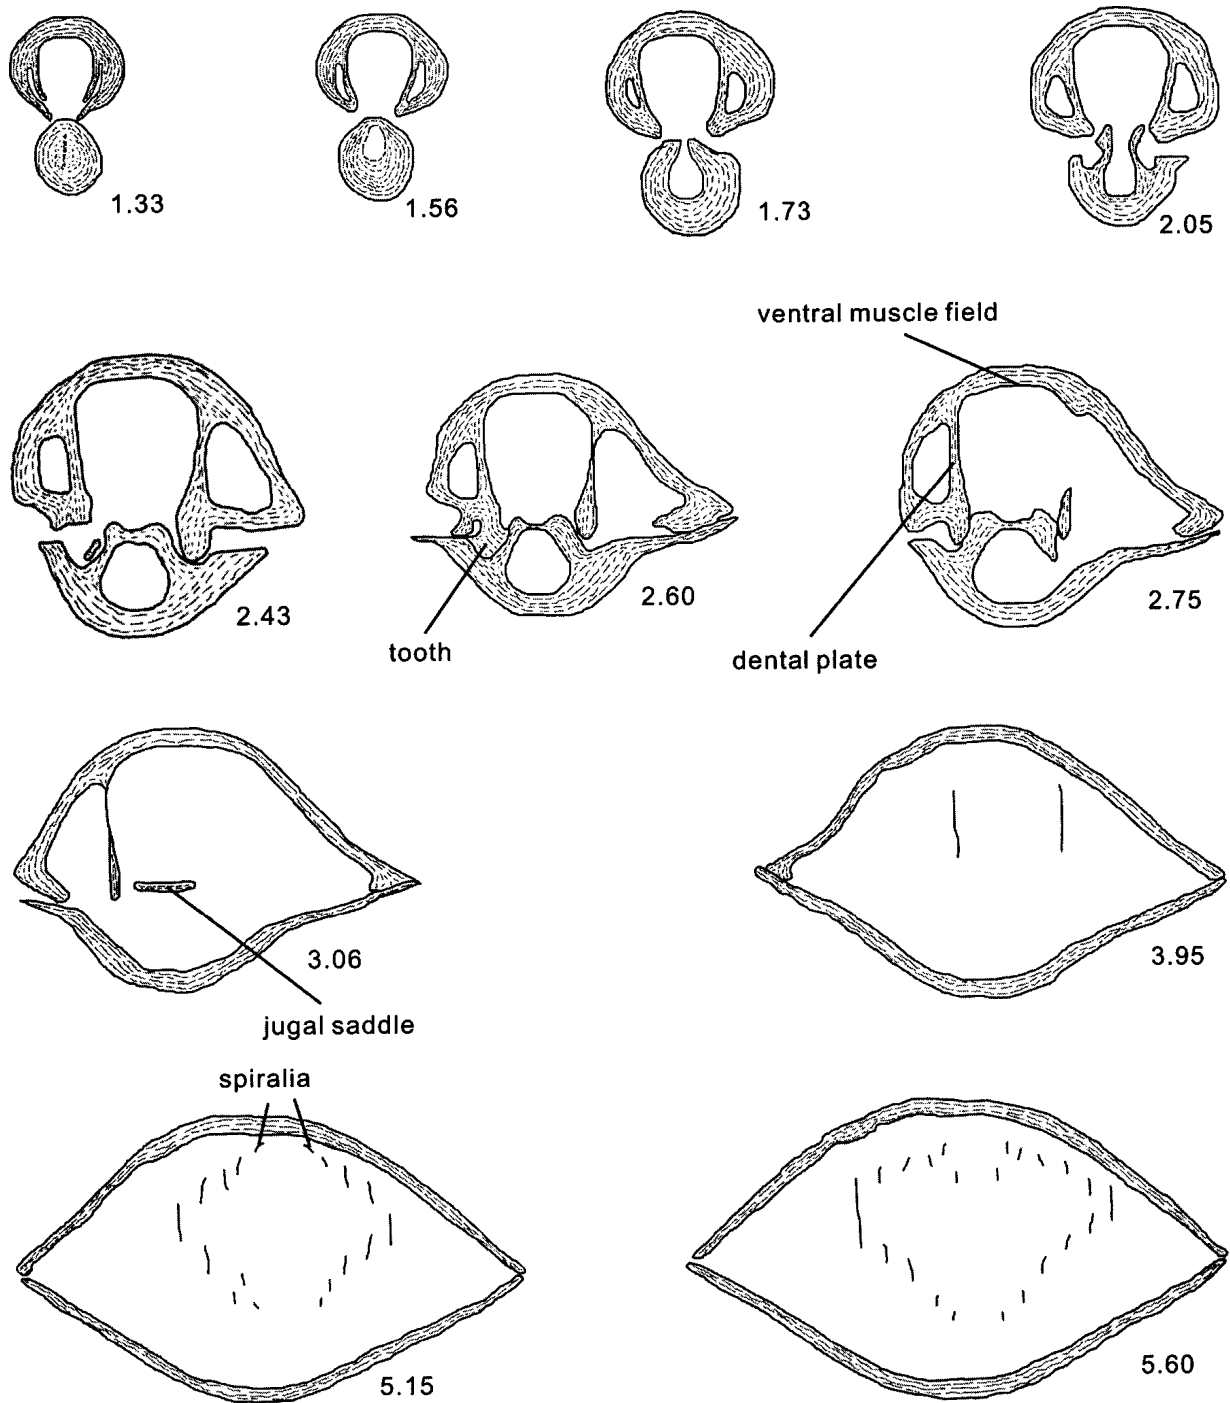 1.33
1.56
1.73
2.05
ventral muscle field
2.43
2.60
2.75
tooth
dental plate
3.06
3.95
jugal saddle
spiralia
5.15
5.60